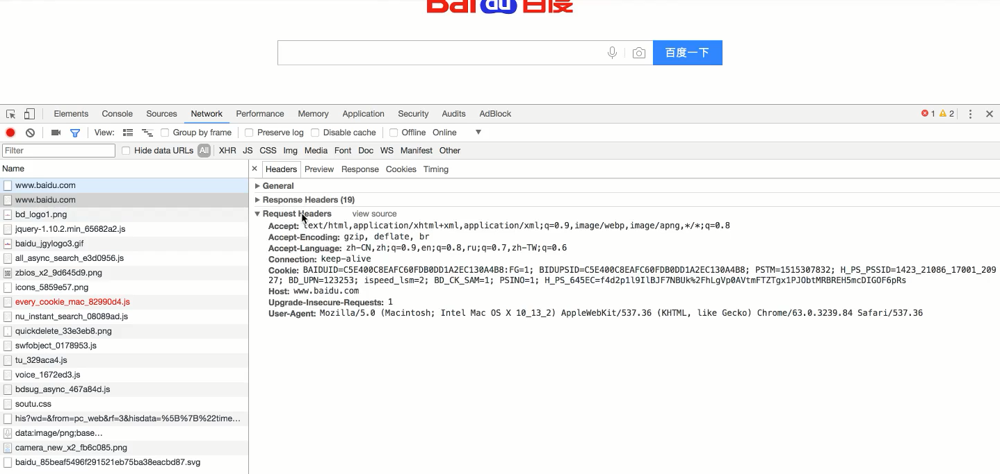 Bai du 百度
百度一下
Elements Console Sources Network Performance Memory Application Security Audits AdBlock 1 2
View: Group by frame Preserve log Disable cache Offline Online
Filter Hide data URLs All XHR JS CSS Img Media Font Doc WS Manifest Other
Name
Headers Preview Response Cookies Timing
www.baidu.com
www.baidu.com
bd_logo1.png
jquery-1.10.2.min_65682a2.js
baidu_jgylogo3.gif
all_async_search_e3d0956.js
zbios_x2_9d645d9.png
icons_5859e57.png
every_cookie_mac_82990d4.js
nu_instant_search_08089ad.js
quickdelete_33e3eb8.png
swfobject_0178953.js
tu_329aca4.js
voice_1672ed3.js
bdsug_async_467a84d.js
soutu.css
his?wd=&from=pc_web&rf=3&hisdata=%5B%7B%22time...
data:image/png;base...
camera_new_x2_fb6c085.png
baidu_85beaf5496f291521eb75ba38eacbd87.svg
General
Response Headers (19)
Request Headers view source
Accept: text/html,application/xhtml+xml,application/xml;q=0.9,image/webp,image/apng,*/*;q=0.8
Accept-Encoding: gzip, deflate, br
Accept-Language: zh-CN,zh;q=0.9,en;q=0.8,ru;q=0.7,zh-TW;q=0.6
Connection: keep-alive
Cookie: BAIDUID=C5E400C8EAFC60FDB0DD1A2EC130A4B8:FG=1; BIDUPSID=C5E400C8EAFC60FDB0DD1A2EC130A4B8; PSTM=1515307832; H_PS_PSSID=1423_21086_17001_209
27; BD_UPN=123253; ispeed_lsm=2; BD_CK_SAM=1; PSINO=1; H_PS_645EC=f4d2p1l9IlBJF7NBUk%2FhLgVp0AVtmFTZTgx1PJObtMRBREH5mcDIGOF6pRs
Host: www.baidu.com
Upgrade-Insecure-Requests: 1
User-Agent: Mozilla/5.0 (Macintosh; Intel Mac OS X 10_13_2) AppleWebKit/537.36 (KHTML, like Gecko) Chrome/63.0.3239.84 Safari/537.36